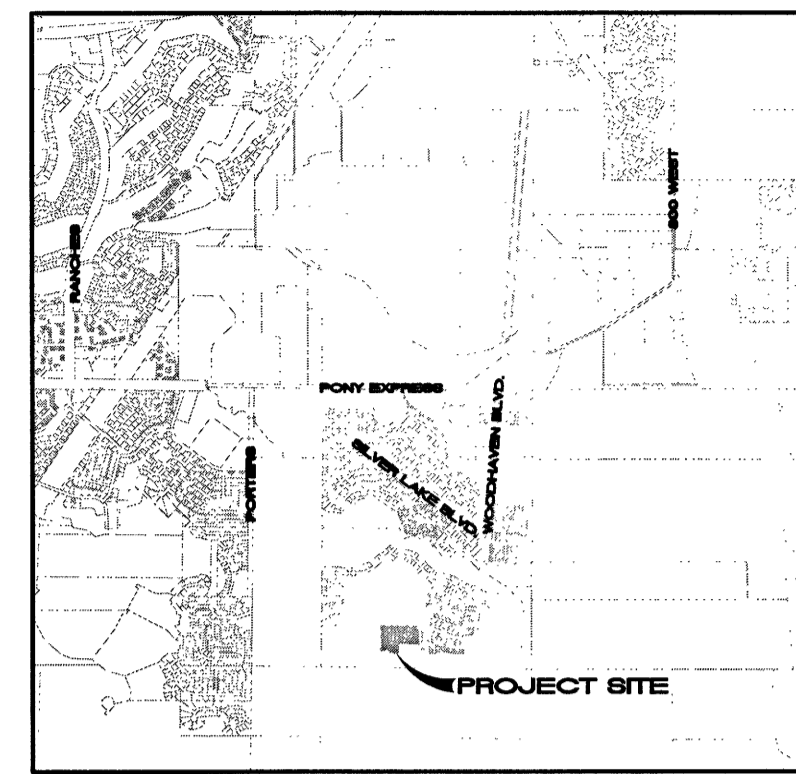 800 WEST
RANCHES
PONY EXPRESS
PORTERS
SILVER LAKE BLVD.
WOODHAVEN BLVD.
PROJECT SITE